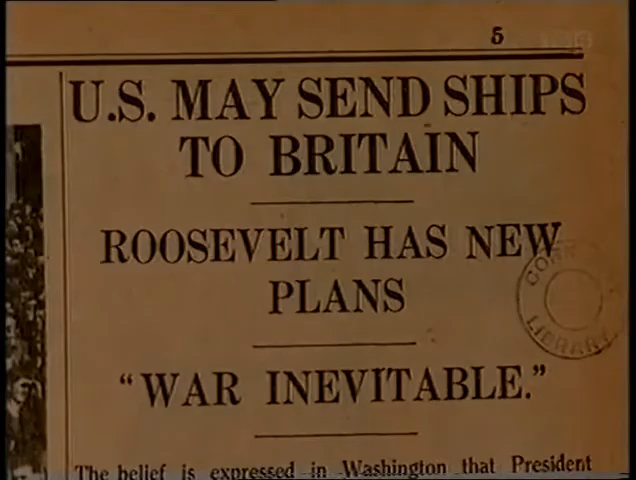 5
U.S. MAY SEND SHIPS
TO BRITAIN
ROOSEVELT HAS NEW
PLANS
"WAR INEVITABLE."
LIBRARY
The belief is expressed in Washington that President